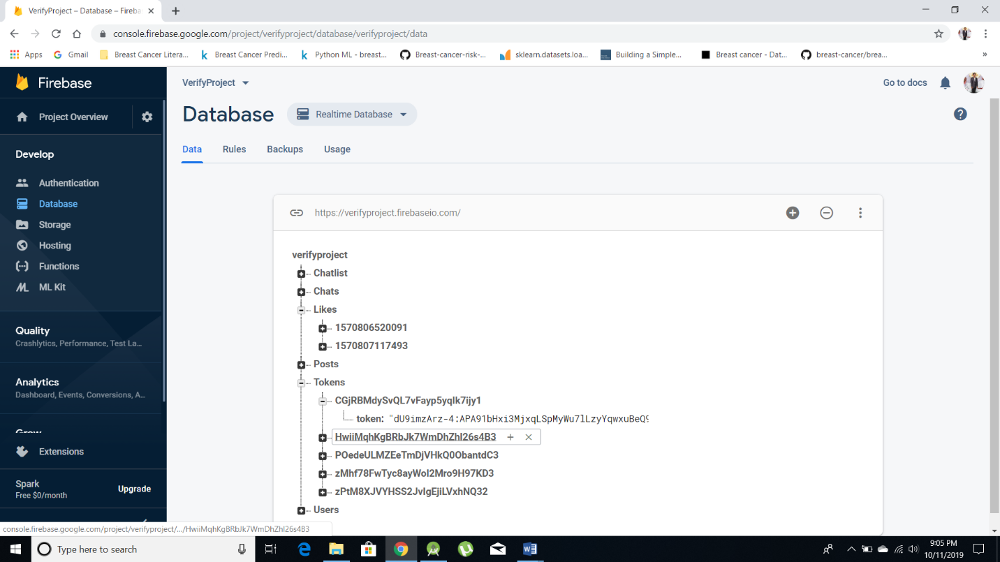 VerifyProject – Database – Fireba
console.firebase.google.com/project/verifyproject/database/verifyproject/data
Apps
Gmail
Breast Cancer Litera...
Breast Cancer Predi...
Python ML - breast...
Breast-cancer-risk-...
sklearn.datasets.loa...
Building a Simple...
Breast cancer - Dat...
breast-cancer/brea...
»
Firebase
VerifyProject
Go to docs
Project Overview
Database
Realtime Database
Develop
Data
Rules
Backups
Usage
Authentication
Database
Storage
Hosting
Functions
ML Kit
https://verifyproject.firebaseio.com/
verifyproject
Chatlist
Chats
Likes
1570806520091
1570807117493
Posts
Tokens
CGjRBMdySvQL7vFayp5yqIk7ijy1
token: "dU9imzArz-4:APA91bHxi3MjxqLSpMyWu7lLzyYqwxuBeQ9
HwiiMqhKgBRbJk7WmDhZhI26s4B3
POedeULMZEeTmDjVHkQ0ObantdC3
zMhf78FwTyc8ayWoI2Mro9H97KD3
zPtM8XJVYHSS2JvIgEjiLVxhNQ32
Users
Quality
Crashlytics, Performance, Test La...
Analytics
Dashboard, Events, Conversions, A...
Grow
Extensions
Spark
Free $0/month
Upgrade
console.firebase.google.com/project/verifyproject/.../HwiiMqhKgBRbJk7WmDhZhI26s4B3
Type here to search
9:05 PM
10/11/2019